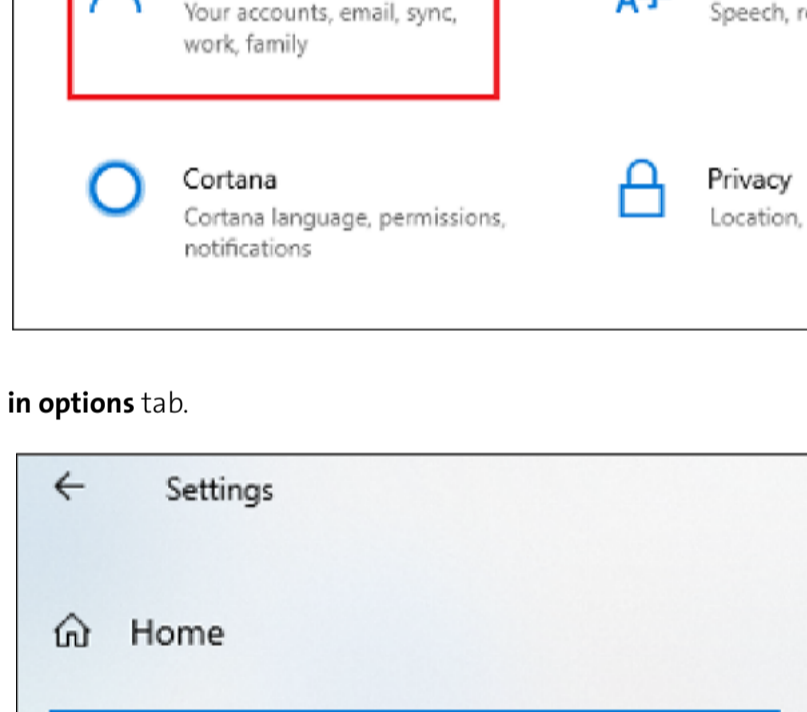 Your accounts, email, sync, Speech,
work, family
Cortana Privacy
Cortana language, permissions, Location,
notifications
in options tab.
Settings
Home